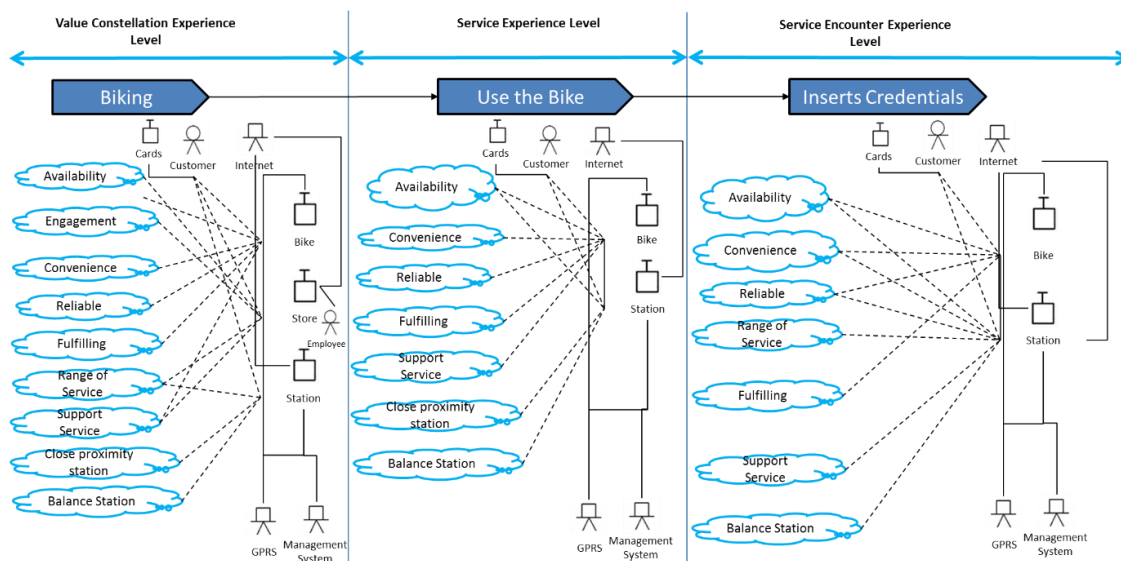 Value Constellation Experience
Level
Service Experience Level
Service Encounter Experience
Level
Biking
Use the Bike
Inserts Credentials
Cards
Customer
Internet
Availability
Engagement
Convenience
Reliable
Fulfilling
Range of
Service
Support
Service
Close proximity
station
Balance Station
Bike
Store
Employee
Station
GPRS
Management
System
Cards
Customer
Internet
Availability
Convenience
Reliable
Fulfilling
Support
Service
Close proximity
station
Balance Station
Bike
Station
GPRS
Management
System
Cards
Customer
Internet
Availability
Convenience
Reliable
Range of
Service
Fulfilling
Support
Service
Balance Station
Bike
Station
GPRS
Management
System